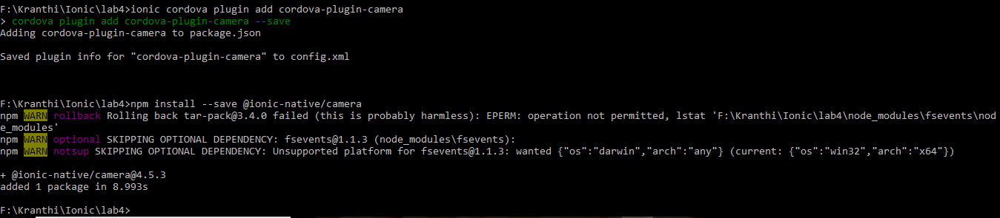 F:\Kranthi\Ionic\lab4>ionic cordova plugin add cordova-plugin-camera
> cordova plugin add cordova-plugin-camera --save
Adding cordova-plugin-camera to package.json
Saved plugin info for "cordova-plugin-camera" to config.xml
F:\Kranthi\Ionic\lab4>npm install --save @ionic-native/camera
npm WARN rollback Rolling back tar-pack@3.4.0 failed (this is probably harmless): EPERM: operation not permitted, lstat 'F:\Kranthi\Ionic\lab4\node_modules\fsevents\nod
e_modules'
npm WARN optional SKIPPING OPTIONAL DEPENDENCY: fsevents@1.1.3 (node_modules\fsevents):
npm WARN notsup SKIPPING OPTIONAL DEPENDENCY: Unsupported platform for fsevents@1.1.3: wanted {"os":"darwin","arch":"any"} (current: {"os":"win32","arch":"x64"})
+ @ionic-native/camera@4.5.3
added 1 package in 8.993s
F:\Kranthi\Ionic\lab4>